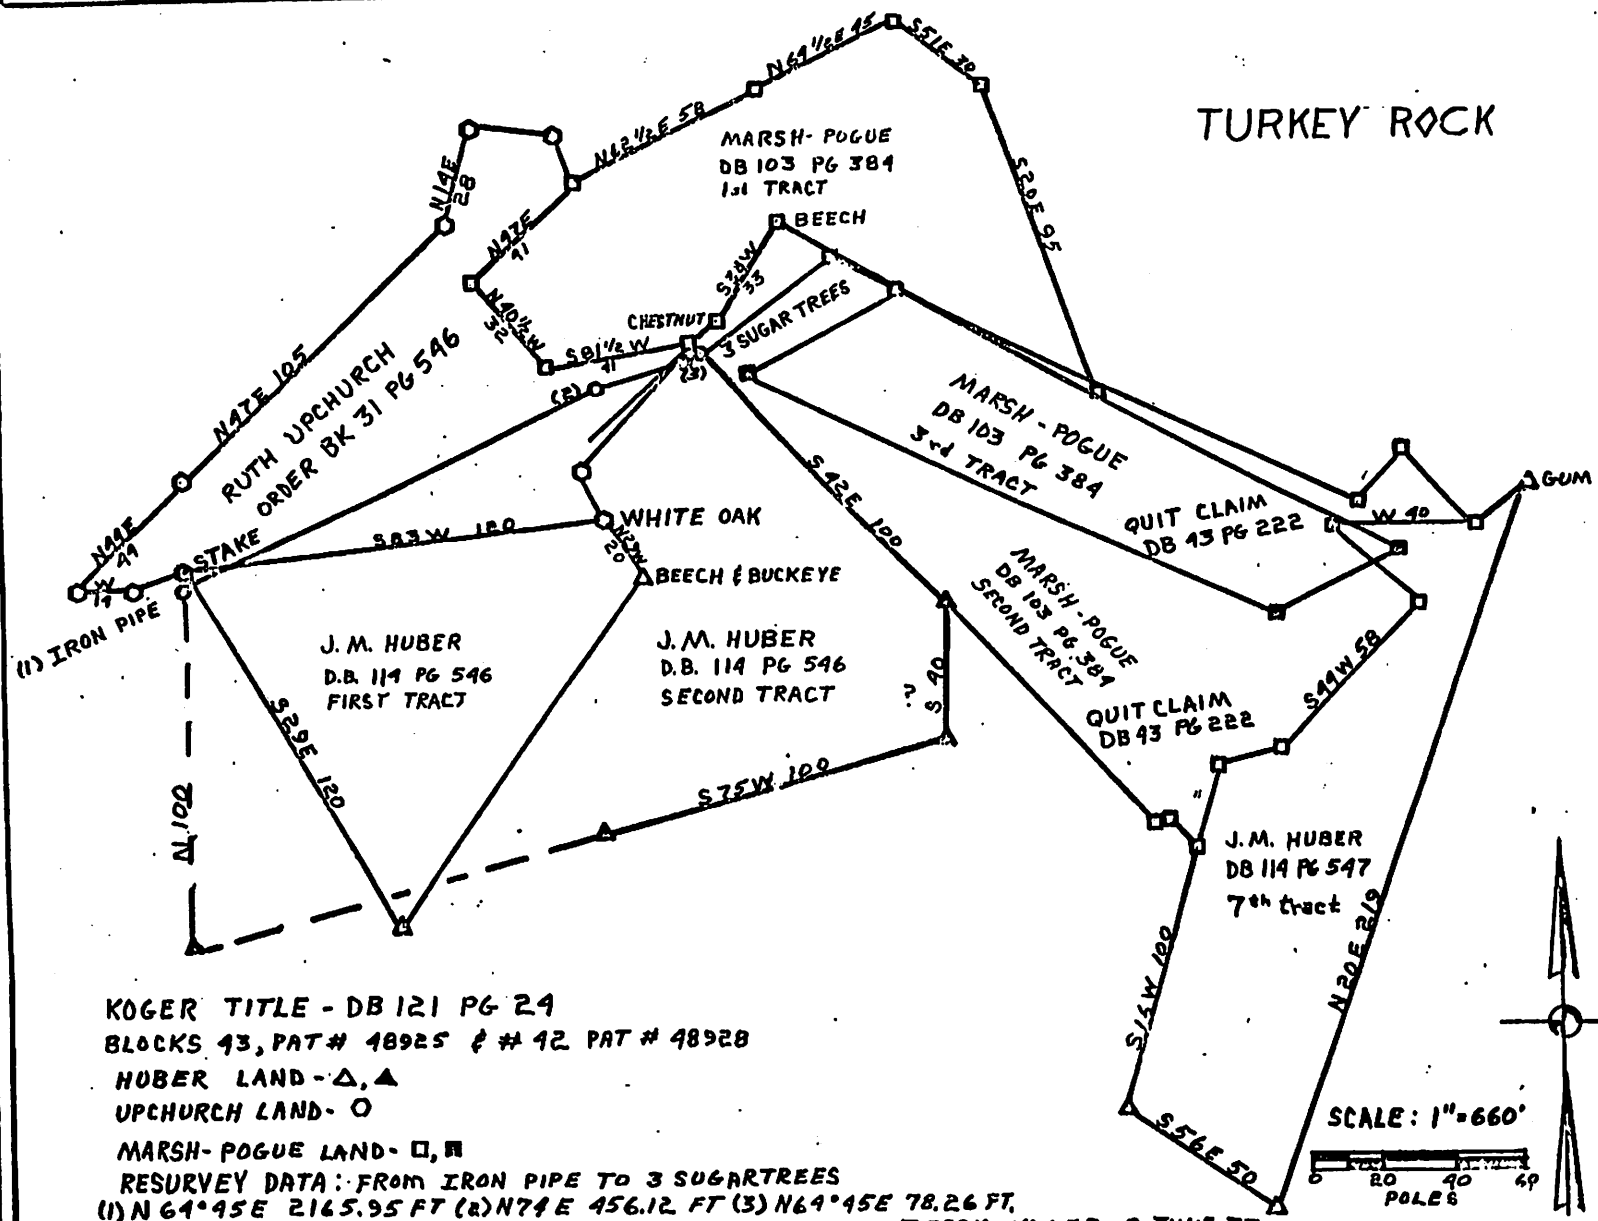 TURKEY ROCK
N64½E 45
S51E 30
N62½E 58
MARSH-POGUE
DB 103 PG 384
1st TRACT
S20E 95
N14E
28
N47E
41
BEECH
S29W
33
N40½W
32
CHESTNUT
3 SUGAR TREES
S81½W
41
(2)
(3)
N47E 105
RUTH UPCHURCH
ORDER BK 31 PG 546
MARSH - POGUE
DB 103 PG 384
3rd TRACT
S42E 100
QUIT CLAIM
DB 43 PG 222
W 40
GUM
N44E
44
W
19
STAKE
S83W 120
WHITE OAK
20
BEECH & BUCKEYE
(1) IRON PIPE
J.M. HUBER
D.B. 114 PG 546
FIRST TRACT
J.M. HUBER
D.B. 114 PG 546
SECOND TRACT
S 40
?
MARSH-POGUE
DB 103 PG 384
SECOND TRACT
QUIT CLAIM
DB 43 PG 222
S44W 58
S29E 120
N 100
S75W 100
J.M. HUBER
DB 114 PG 547
7th tract
S15W 100
N20E 219
S56E 50
KOGER TITLE - DB 121 PG 24
BLOCKS 43, PAT# 48925 & # 42 PAT # 48928
HUBER LAND - △, ▲
UPCHURCH LAND - O
MARSH-POGUE LAND - □, ■
RESURVEY DATA: FROM IRON PIPE TO 3 SUGARTREES
(1) N 64°45E 2165.95 FT (2) N74E 456.12 FT (3) N64°45E 78.26 FT.
SCALE: 1"=660'
0 20 40 60
POLES